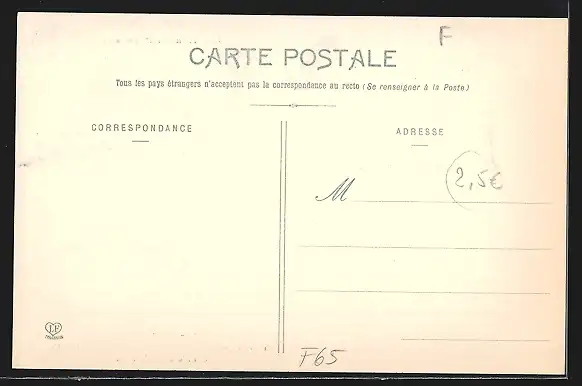 F
CARTE POSTALE
Tous les pays étrangers n'acceptent pas la correspondance au recto (Se renseigner à la Poste)
CORRESPONDANCE
ADRESSE
2,5€
M
F65